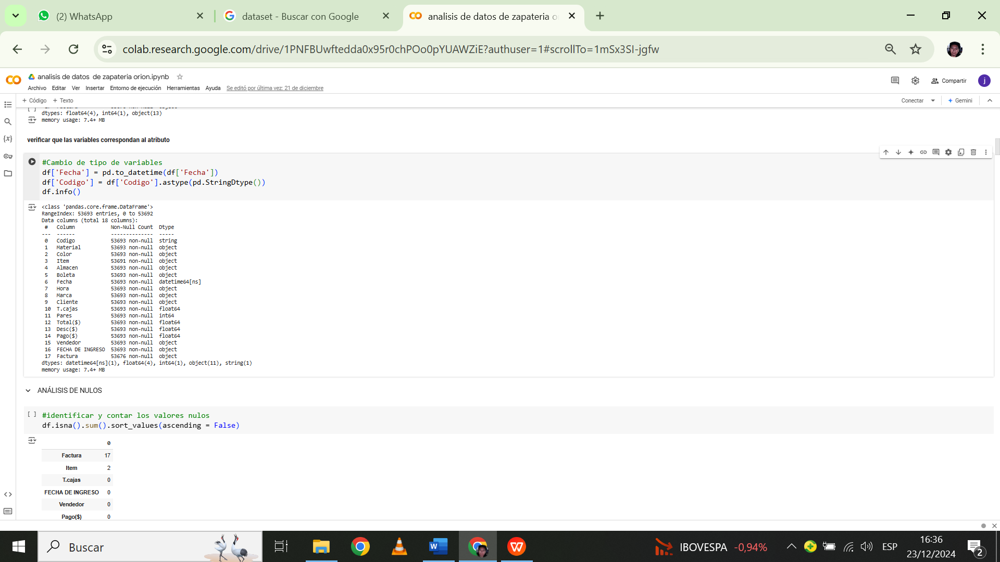 (2) WhatsApp
dataset - Buscar con Google
analisis de datos de zapateria o
colab.research.google.com/drive/1PNFBUwftedda0x95r0chPOo0pYUAWZiE?authuser=1#scrollTo=1mSx3SI-jgfw
analisis de datos de zapateria orion.ipynb
Archivo Editar Ver Insertar Entorno de ejecución Herramientas Ayuda Se editó por última vez: 21 de diciembre
Compartir
j
+ Código + Texto
Conectar
Gemini
[ ]
dtypes: float64(4), int64(1), object(13)
memory usage: 7.4+ MB
verificar que las variables correspondan al atributo
#Cambio de tipo de variables
df['Fecha'] = pd.to_datetime(df['Fecha'])
df['Codigo'] = df['Codigo'].astype(pd.StringDtype())
df.info()
<class 'pandas.core.frame.DataFrame'>
RangeIndex: 53693 entries, 0 to 53692
Data columns (total 18 columns):
# Column Non-Null Count Dtype
--- ------ -------------- -----
0 Codigo 53693 non-null string
1 Material 53693 non-null object
2 Color 53693 non-null object
3 Item 53691 non-null object
4 Almacen 53693 non-null object
5 Boleta 53693 non-null object
6 Fecha 53693 non-null datetime64[ns]
7 Hora 53693 non-null object
8 Marca 53693 non-null object
9 Cliente 53693 non-null object
10 T.cajas 53693 non-null float64
11 Pares 53693 non-null int64
12 Total($) 53693 non-null float64
13 Desc($) 53693 non-null float64
14 Pago($) 53693 non-null float64
15 Vendedor 53693 non-null object
16 FECHA DE INGRESO 53693 non-null object
17 Factura 53676 non-null object
dtypes: datetime64[ns](1), float64(4), int64(1), object(11), string(1)
memory usage: 7.4+ MB
ANÁLISIS DE NULOS
[ ] #identificar y contar los valores nulos
df.isna().sum().sort_values(ascending = False)
0
Factura 17
Item 2
T.cajas 0
FECHA DE INGRESO 0
Vendedor 0
Pago($) 0
Buscar
IBOVESPA -0,94%
ESP
16:36
23/12/2024
2